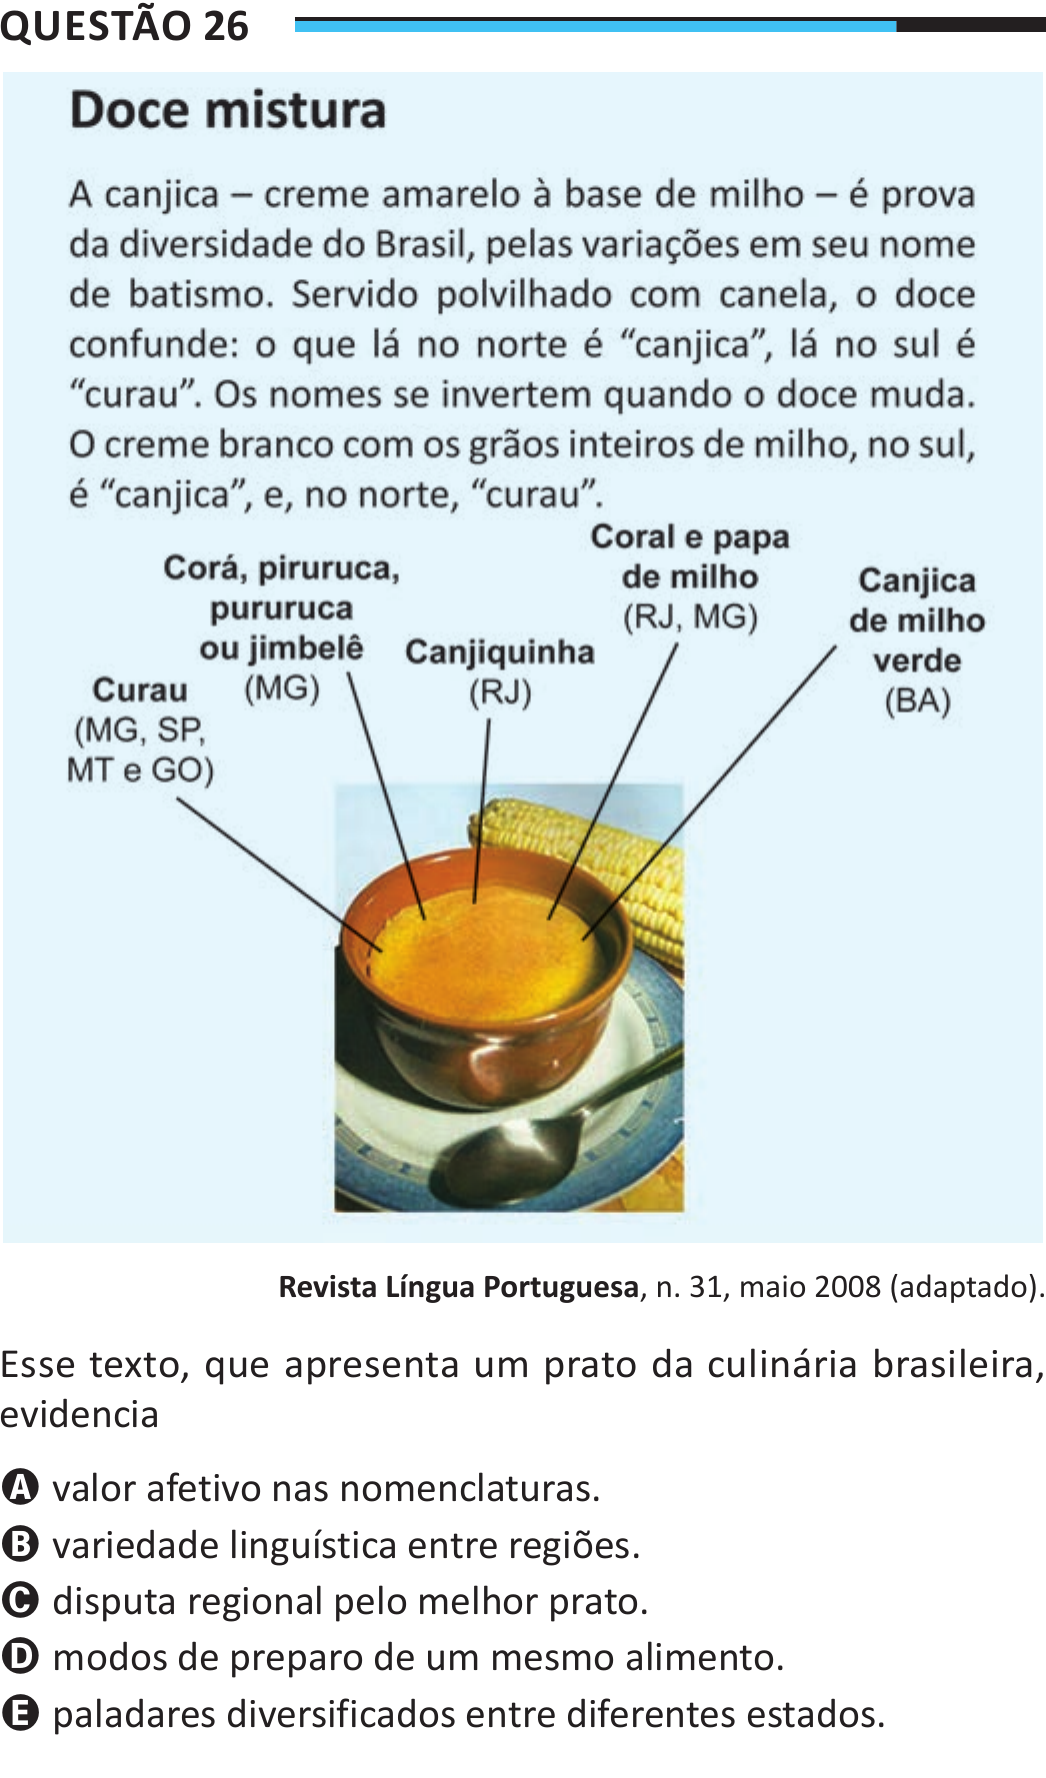 QUESTÃO 26
Doce mistura
A canjica – creme amarelo à base de milho – é prova
da diversidade do Brasil, pelas variações em seu nome
de batismo. Servido polvilhado com canela, o doce
confunde: o que lá no norte é “canjica”, lá no sul é
“curau”. Os nomes se invertem quando o doce muda.
O creme branco com os grãos inteiros de milho, no sul,
é “canjica”, e, no norte, “curau”.
Curau
(MG, SP,
MT e GO)
Corá, piruruca,
pururuca
ou jimbelê
(MG)
Canjiquinha
(RJ)
Coral e papa
de milho
(RJ, MG)
Canjica
de milho
verde
(BA)
Revista Língua Portuguesa, n. 31, maio 2008 (adaptado).
Esse texto, que apresenta um prato da culinária brasileira,
evidencia
A valor afetivo nas nomenclaturas.
B variedade linguística entre regiões.
C disputa regional pelo melhor prato.
D modos de preparo de um mesmo alimento.
E paladares diversificados entre diferentes estados.